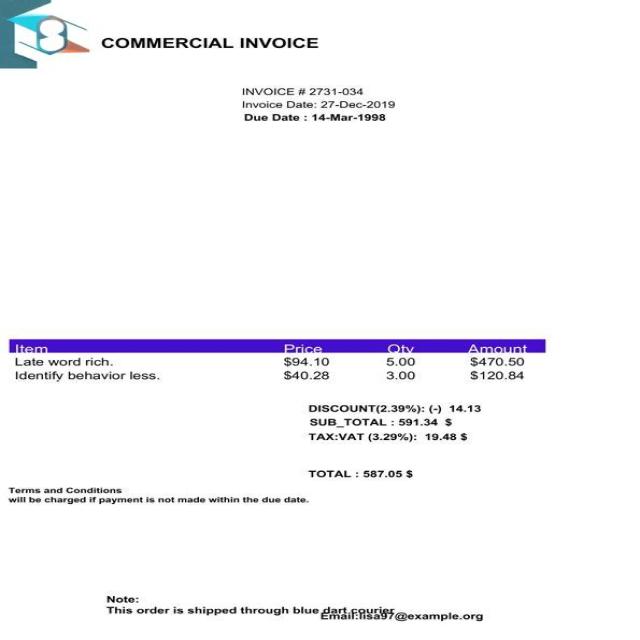 COMMERCIAL INVOICE
INVOICE # 2731-034
Invoice Date: 27-Dec-2019
Due Date : 14-Mar-1998
Item Price Qty Amount
Late word rich. $94.10 5.00 $470.50
Identify behavior less. $40.28 3.00 $120.84
DISCOUNT(2.39%): (-) 14.13
SUB_TOTAL : 591.34 $
TAX:VAT (3.29%): 19.48 $
TOTAL : 587.05 $
Terms and Conditions
will be charged if payment is not made within the due date.
Note:
This order is shipped through blue dart courier
Email:lisa97@example.org